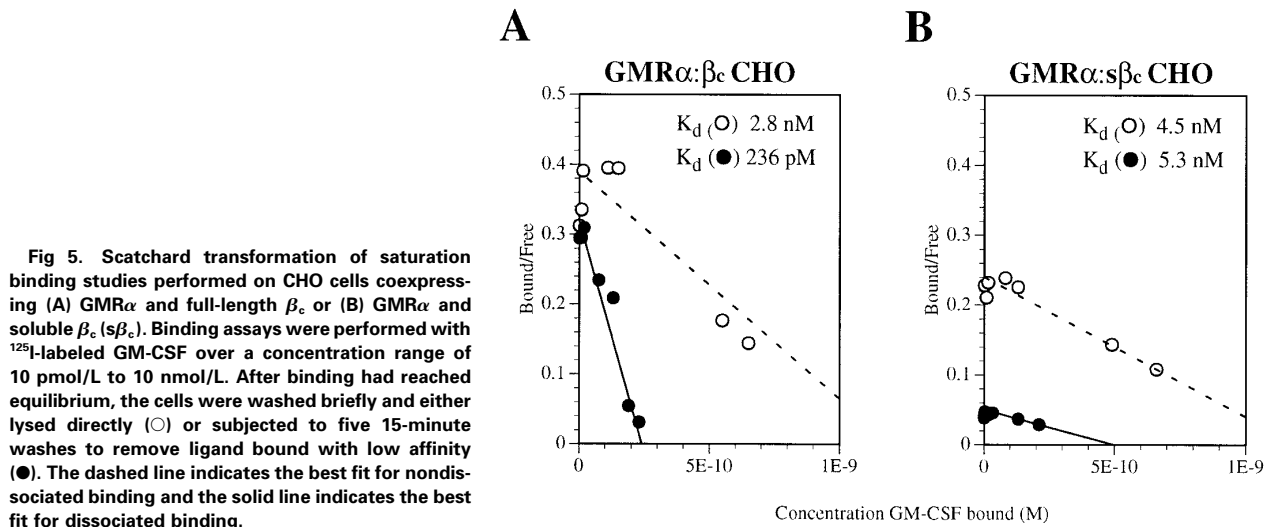 Fig 5. Scatchard transformation of saturation
binding studies performed on CHO cells coexpress-
ing (A) GMRα and full-length βc or (B) GMRα and
soluble βc (sβc). Binding assays were performed with
125I-labeled GM-CSF over a concentration range of
10 pmol/L to 10 nmol/L. After binding had reached
equilibrium, the cells were washed briefly and either
lysed directly (○) or subjected to five 15-minute
washes to remove ligand bound with low affinity
(●). The dashed line indicates the best fit for nondis-
sociated binding and the solid line indicates the best
fit for dissociated binding.
A
GMRα:βc CHO
Kd (○) 2.8 nM
Kd (●) 236 pM
Bound/Free
0.5
0.4
0.3
0.2
0.1
0
0
5E-10
1E-9
B
GMRα:sβc CHO
Kd (○) 4.5 nM
Kd (●) 5.3 nM
Bound/Free
0.5
0.4
0.3
0.2
0.1
0
0
5E-10
1E-9
Concentration GM-CSF bound (M)